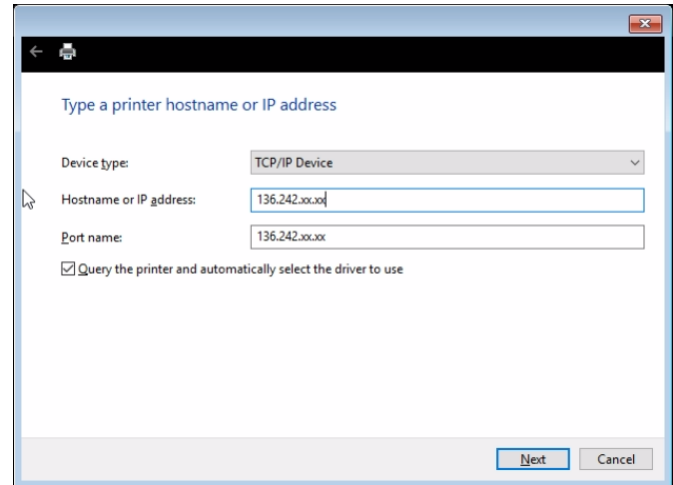 Type a printer hostname or IP address
Device type: TCP/IP Device
Hostname or IP address: 136.242.xx.xx
Port name: 136.242.xx.xx
Query the printer and automatically select the driver to use
Next Cancel